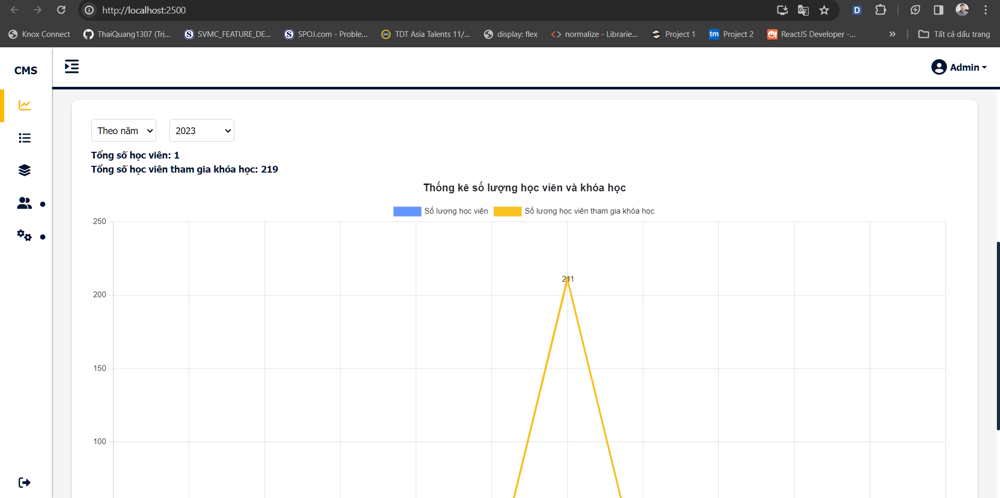 http://localhost:2500
D
Knox Connect
ThaiQuang1307 (Trị...
S SVMC_FEATURE_DE...
S SPOJ.com - Proble...
TDT Asia Talents 11/...
display: flex
<> normalize - Librarie...
Project 1
tm Project 2
ReactJS Developer -...
»
Tất cả dấu trang
CMS
Admin
Theo năm
2023
Tổng số học viên: 1
Tổng số học viên tham gia khóa học: 219
Thống kê số lượng học viên và khóa học
Số lượng học viên
Số lượng học viên tham gia khóa học
250
211
200
150
100